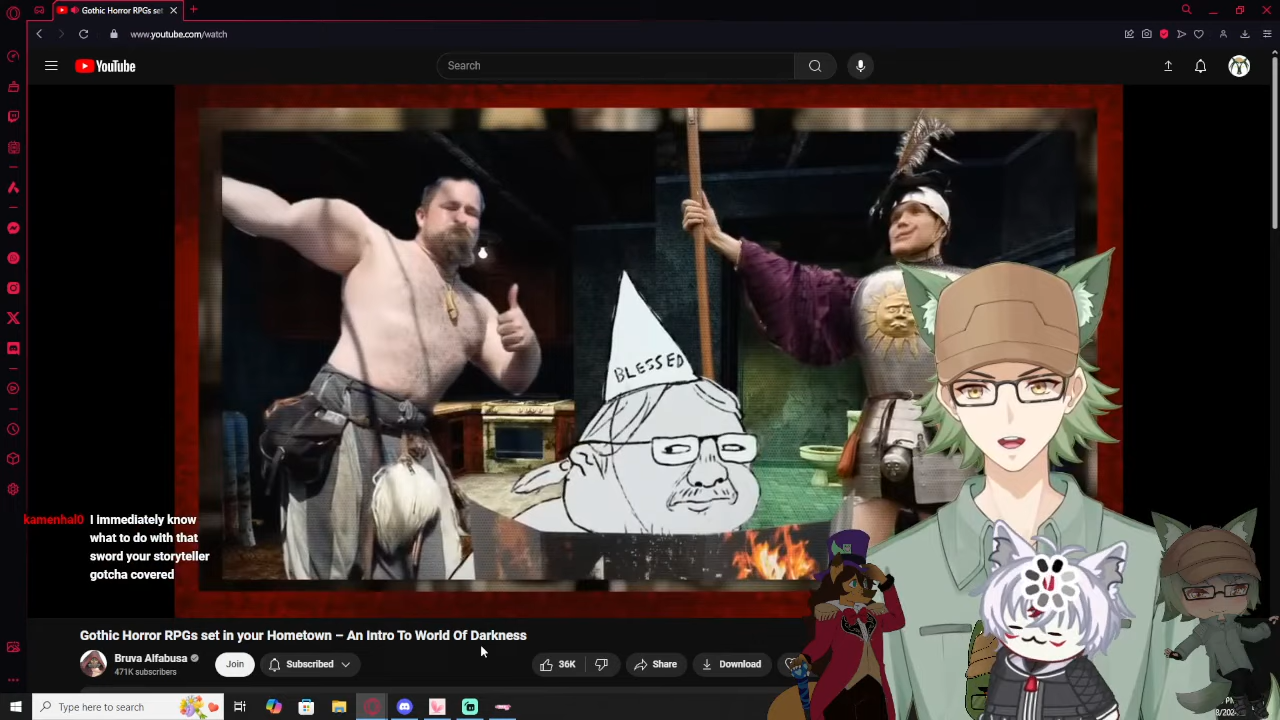 Gothic Horror RPGs set
www.youtube.com/watch
YouTube
Search
BLESSED
kamenhal0 I Immediately know
what to do with that
sword your storyteller
gotcha covered
Gothic Horror RPGs set in your Hometown – An Intro To World Of Darkness
Bruva Alfabusa
471K subscribers
Join
Subscribed
36K
Share
Download
Type here to search